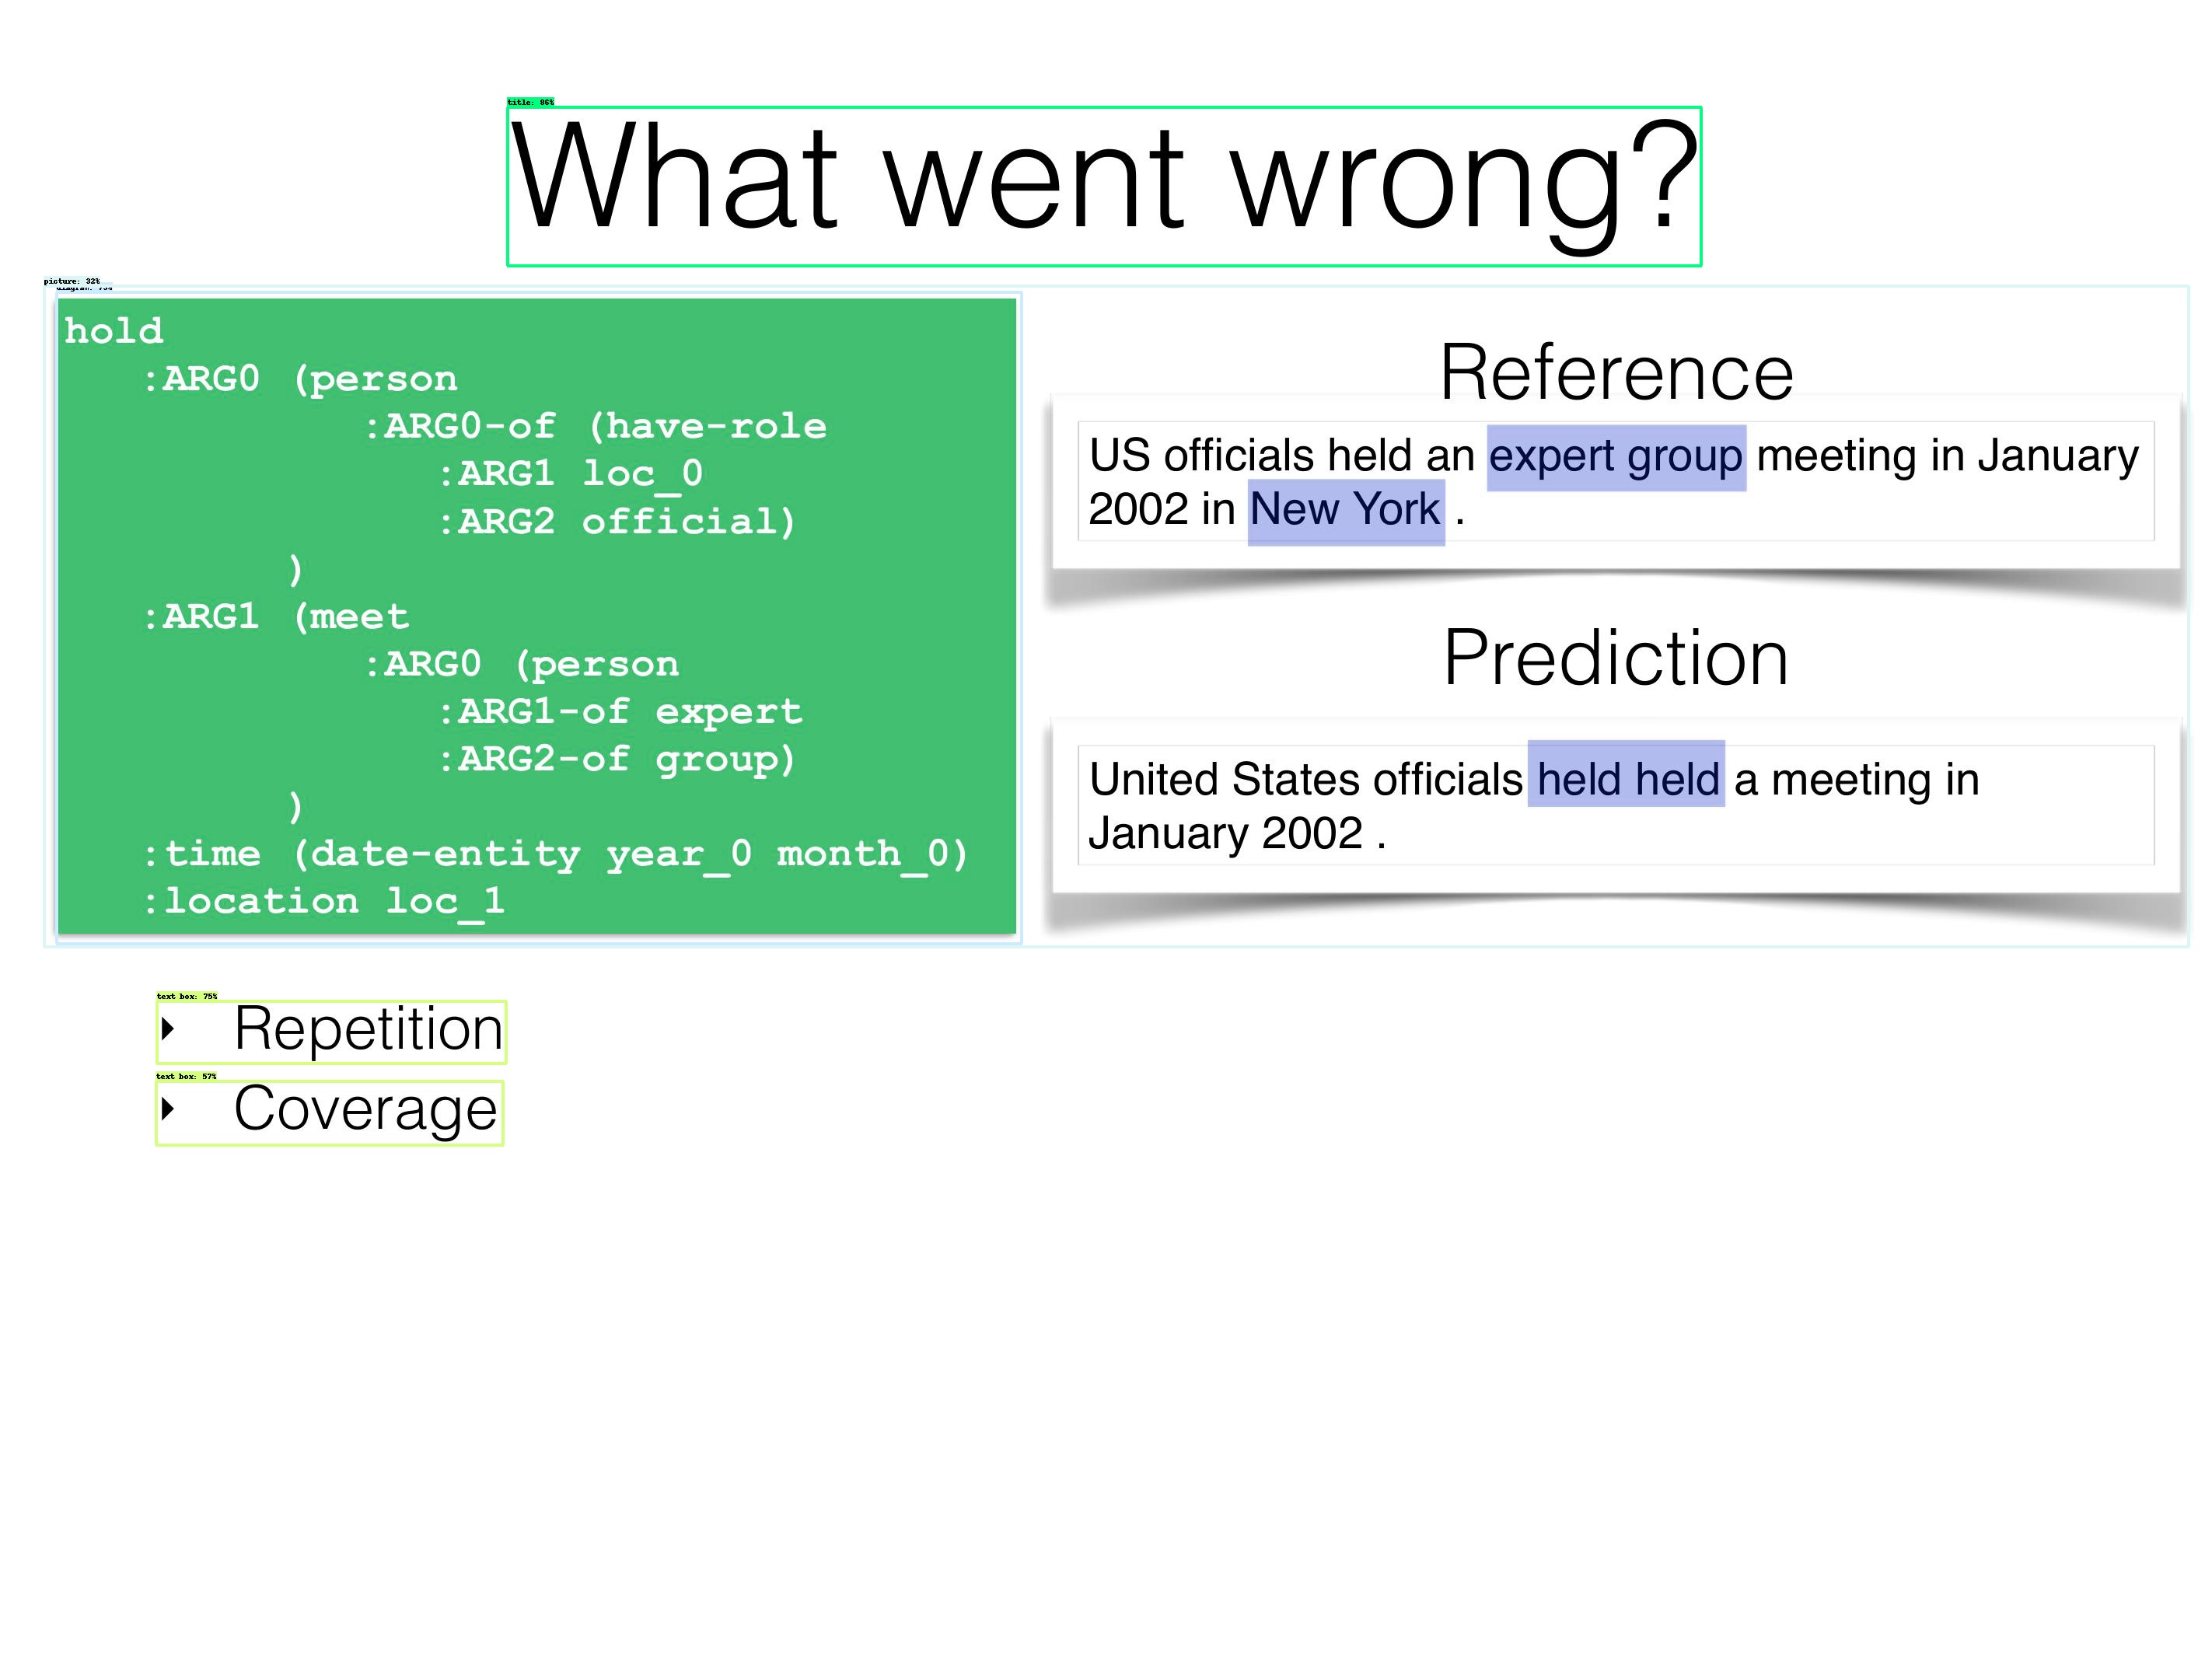 title: 86%
What went wrong?
picture: 32%
hold
:ARG0 (person
:ARG0-of (have-role
:ARG1 loc_0
:ARG2 official)
)
:ARG1 (meet
:ARG0 (person
:ARG1-of expert
:ARG2-of group)
)
:time (date-entity year_0 month_0)
:location loc_1
Reference
US officials held an expert group meeting in January
2002 in New York .
Prediction
United States officials held held a meeting in
January 2002 .
text box: 75%
‣ Repetition
text box: 57%
‣ Coverage